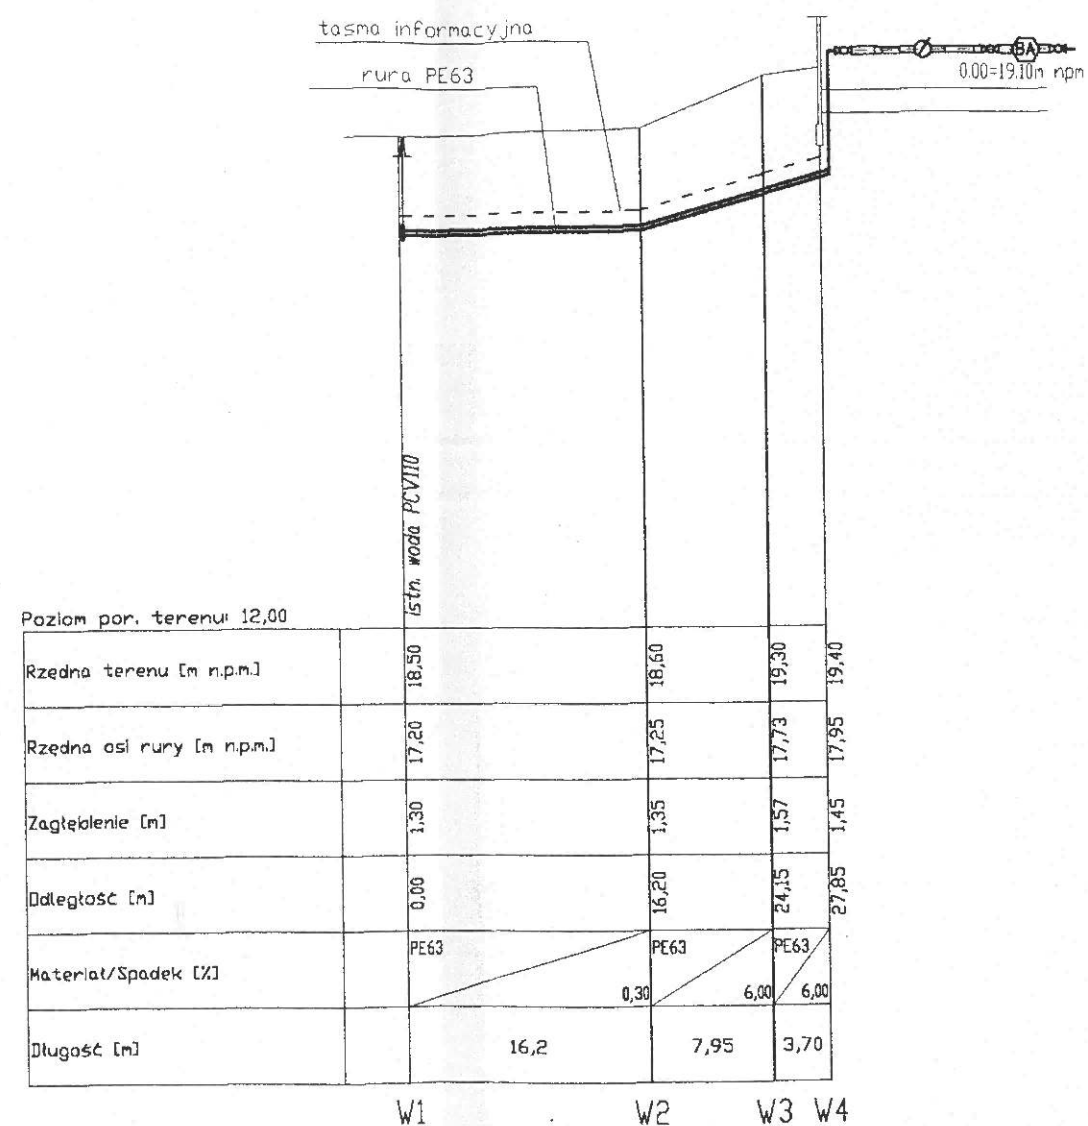 tasma informacyjna
rura PE63
BA
0.00=19.10m npm
istn. woda PCV110
Poziom por. terenu: 12,00
Rzedna terenu [m n.p.m.] 18,50 18,60 19,30 19,40
Rzędna osi rury [m n.p.m.] 17,20 17,25 17,73 17,95
Zagłębienie [m] 1,30 1,35 1,57 1,45
Odległość [m] 0,00 16,20 24,15 27,85
PE63 PE63 PE63
Materiał/Spadek [%]
0,30 6,00 6,00
Długość [m] 16,2 7,95 3,70
W1 W2 W3 W4